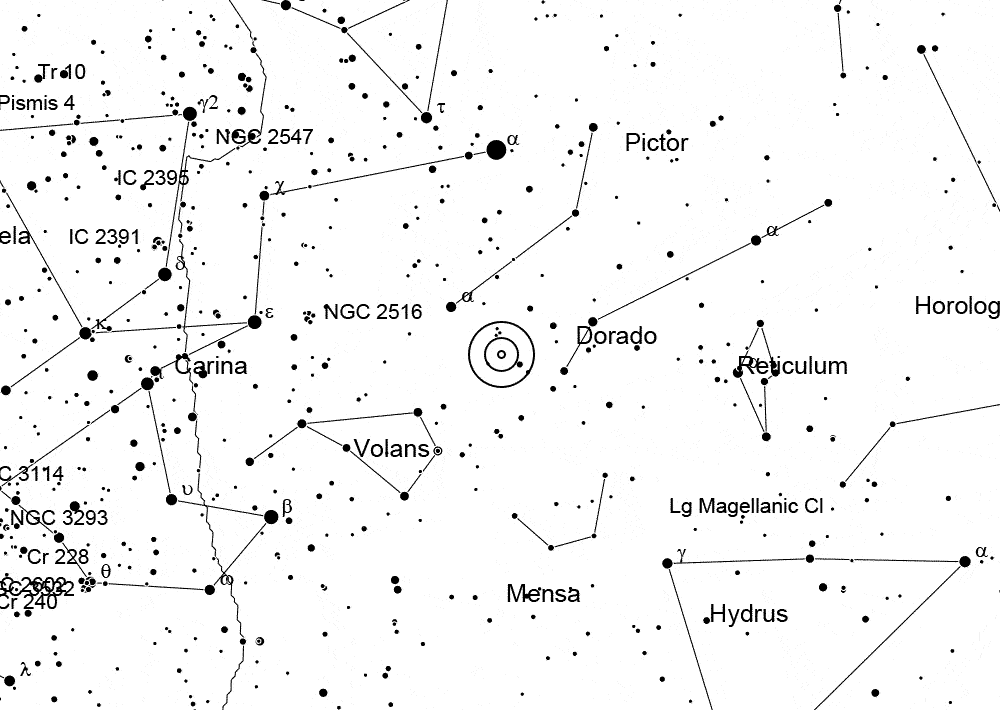 Tr 10
Pismis 4
γ2
τ
NGC 2547
α
Pictor
IC 2395
χ
ela
IC 2391
α
δ
α
Horolog
κ
ε
NGC 2516
Dorado
Carina
ι
α
Reticulum
Volans
C 3114
υ
β
Lg Magellanic Cl
NGC 3293
Cr 228
θ
ω
γ
α
Cr 240
Mensa
Hydrus
λ